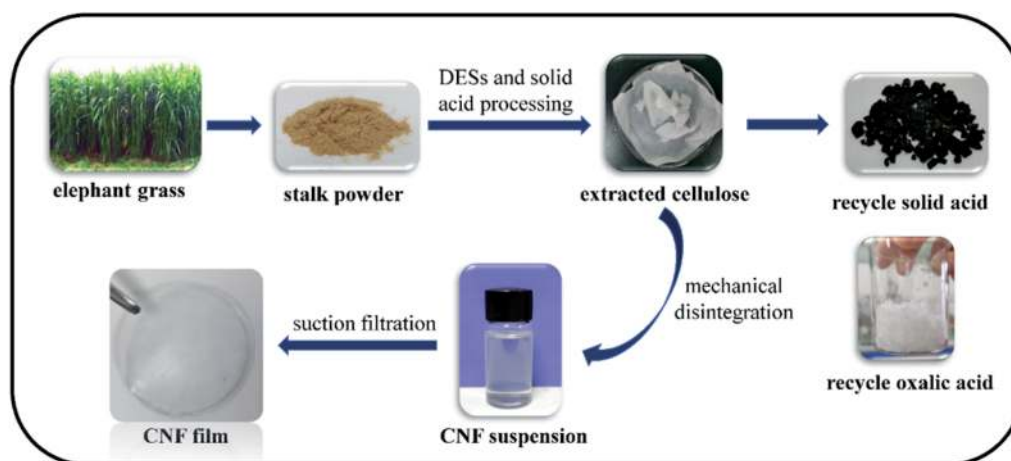 DESs and solid
acid processing
elephant grass
stalk powder
extracted cellulose
recycle solid acid
mechanical
disintegration
suction filtration
CNF film
CNF suspension
recycle oxalic acid